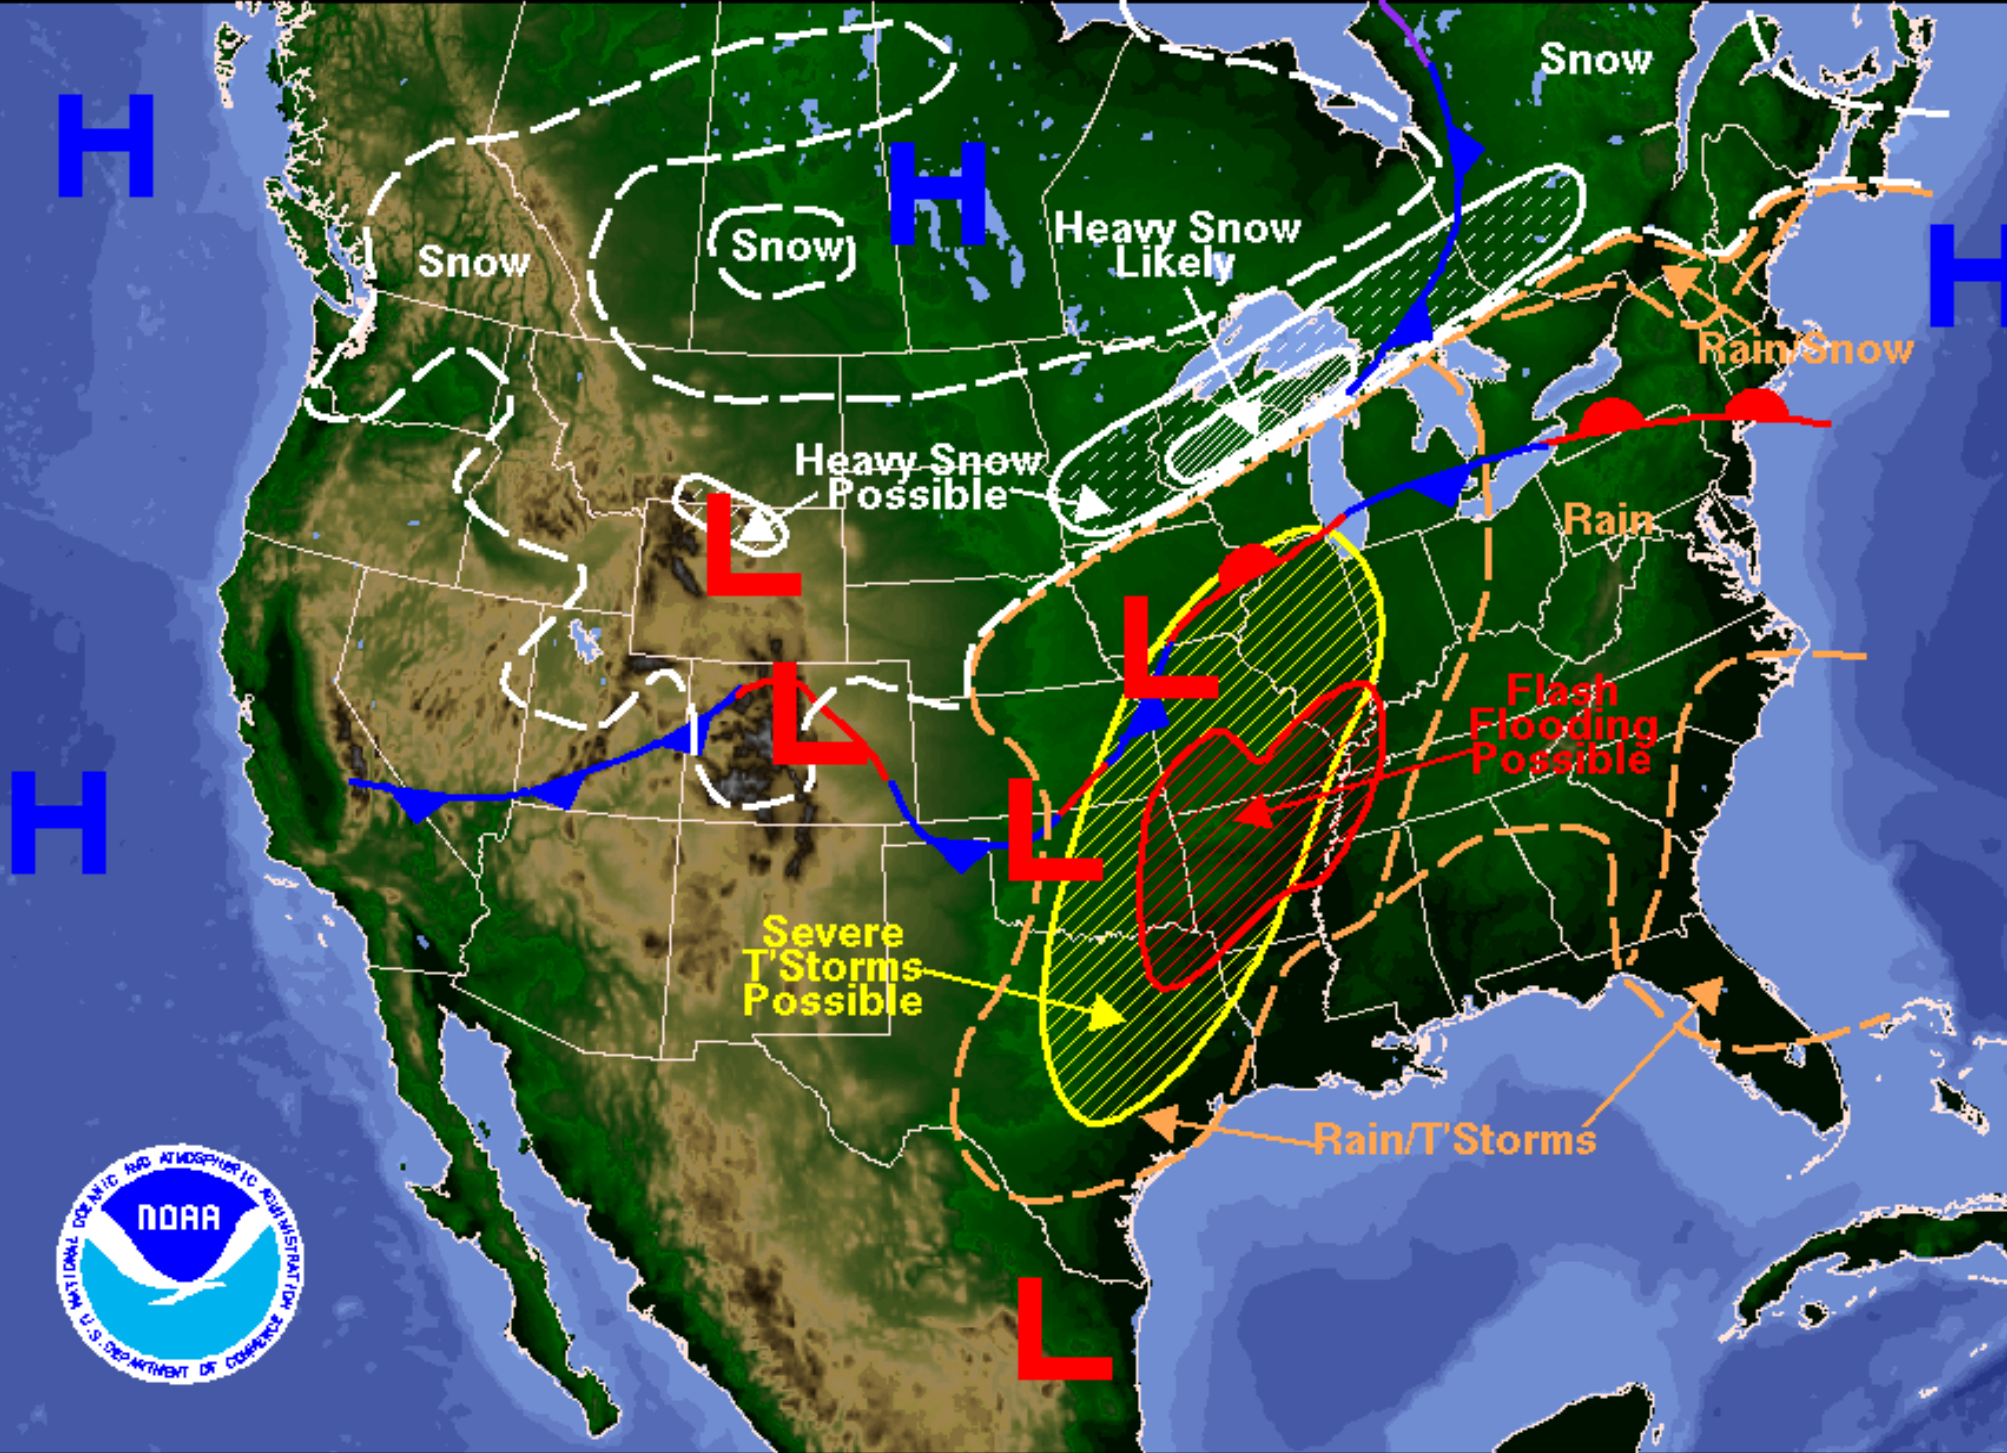 Snow
H
H
Heavy Snow
Likely
Snow
Snow
H
Rain/Snow
Heavy Snow
Possible
L
Rain
L
L
Flash
Flooding
Possible
H
L
Severe
T'Storms
Possible
Rain/T'Storms
NATIONAL OCEANIC AND ATMOSPHERIC ADMINISTRATION
NOAA
U.S. DEPARTMENT OF COMMERCE
L